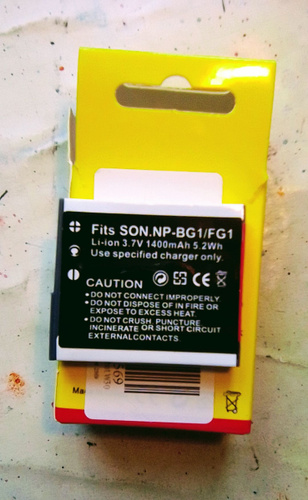 Fits SON.NP-BG1/FG1
Li-ion 3.7V 1400mAh 5.2Wh
Use specified charger only.
CE
CAUTION
• DO NOT CONNECT IMPROPERLY
• DO NOT DISPOSE OF IN FIRE OR
EXPOSE TO EXCESS HEAT.
• DO NOT CRUSH, PUNCTURE
INCINERATE OR SHORT CIRCUIT
EXTERNALCONTACTS